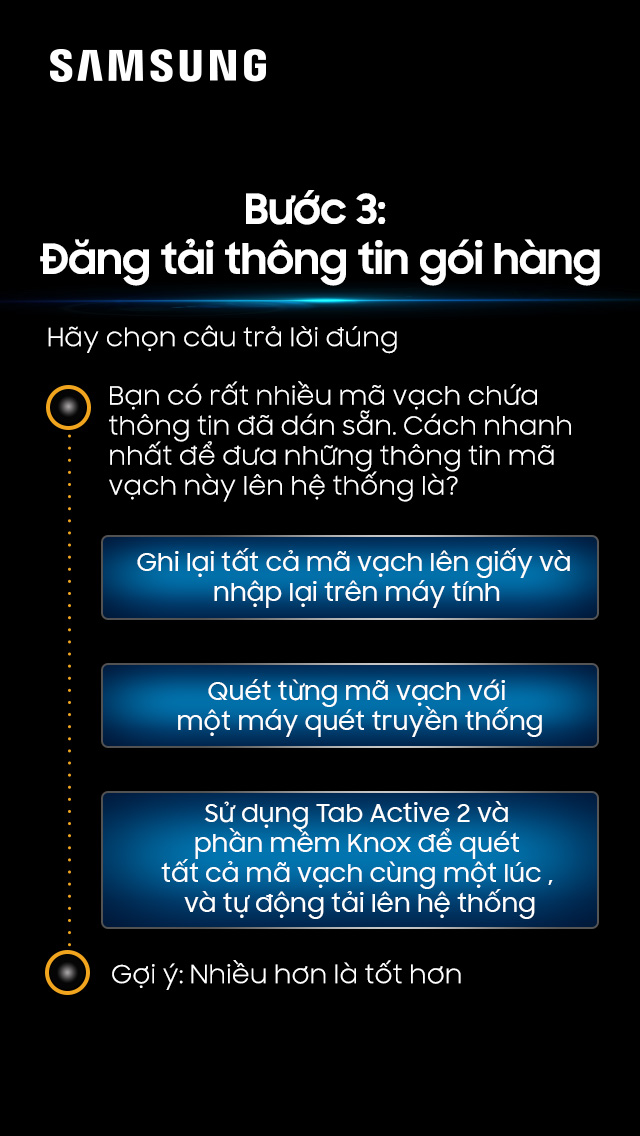 SAMSUNG
Bước 3:
Đăng tải thông tin gói hàng
Hãy chọn câu trả lời đúng
Bạn có rất nhiều mã vạch chứa
thông tin đã dán sẵn. Cách nhanh
nhất để đưa những thông tin mã
vạch này lên hệ thống là?
Ghi lại tất cả mã vạch lên giấy và
nhập lại trên máy tính
Quét từng mã vạch với
một máy quét truyền thống
Sử dụng Tab Active 2 và
phần mềm Knox để quét
tất cả mã vạch cùng một lúc ,
và tự động tải lên hệ thống
Gợi ý: Nhiều hơn là tốt hơn